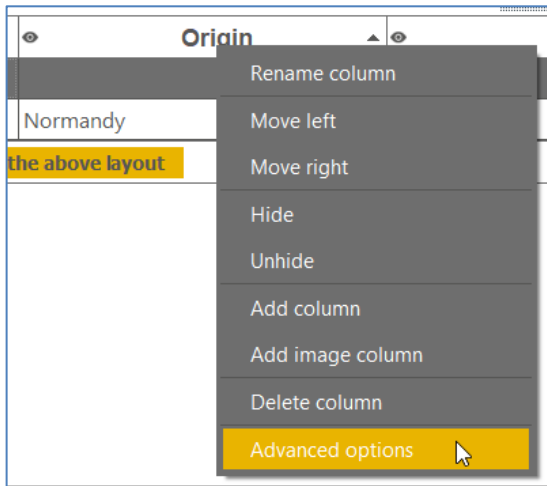 Origin
Rename column
Normandy
Move left
the above layout
Move right
Hide
Unhide
Add column
Add image column
Delete column
Advanced options